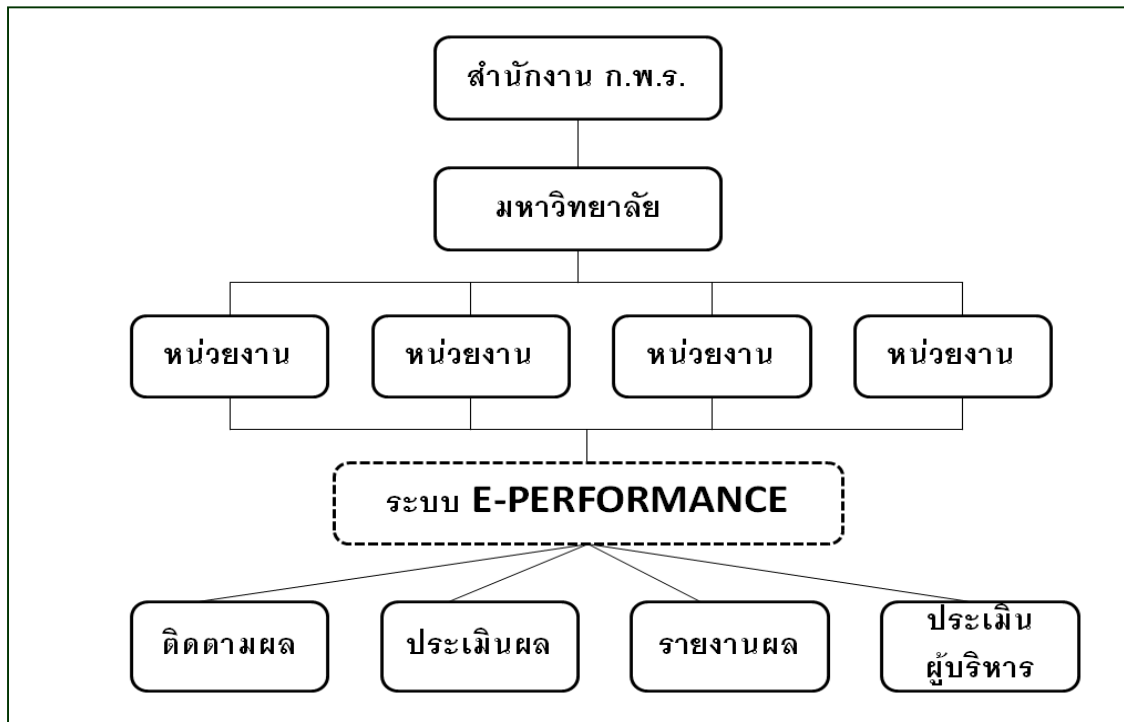 สำนักงาน ก.พ.ร.
มหาวิทยาลัย
หน่วยงาน
หน่วยงาน
หน่วยงาน
หน่วยงาน
ระบบ E-PERFORMANCE
ติดตามผล
ประเมินผล
รายงานผล
ประเมิน
ผู้บริหาร